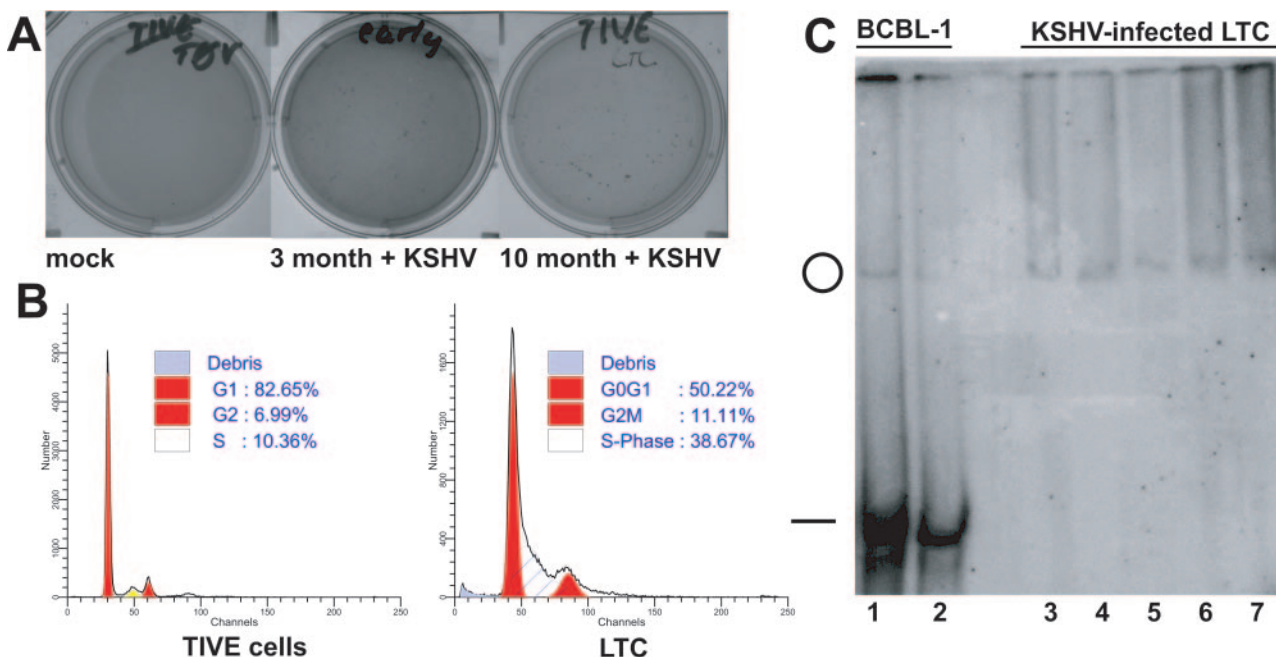 A
IIVE
TOV
early
TIVE
LTC
mock
3 month + KSHV
10 month + KSHV
B
Debris
G1 : 82.65%
G2 : 6.99%
S : 10.36%
Number
5000
4000
3000
2000
1000
0
0 50 100 150 200 250
Channels
TIVE cells
Debris
G0G1 : 50.22%
G2M : 11.11%
S-Phase : 38.67%
Number
1600
1200
800
400
0
0 50 100 150 200 250
Channels
LTC
C
BCBL-1 KSHV-infected LTC
1 2 3 4 5 6 7